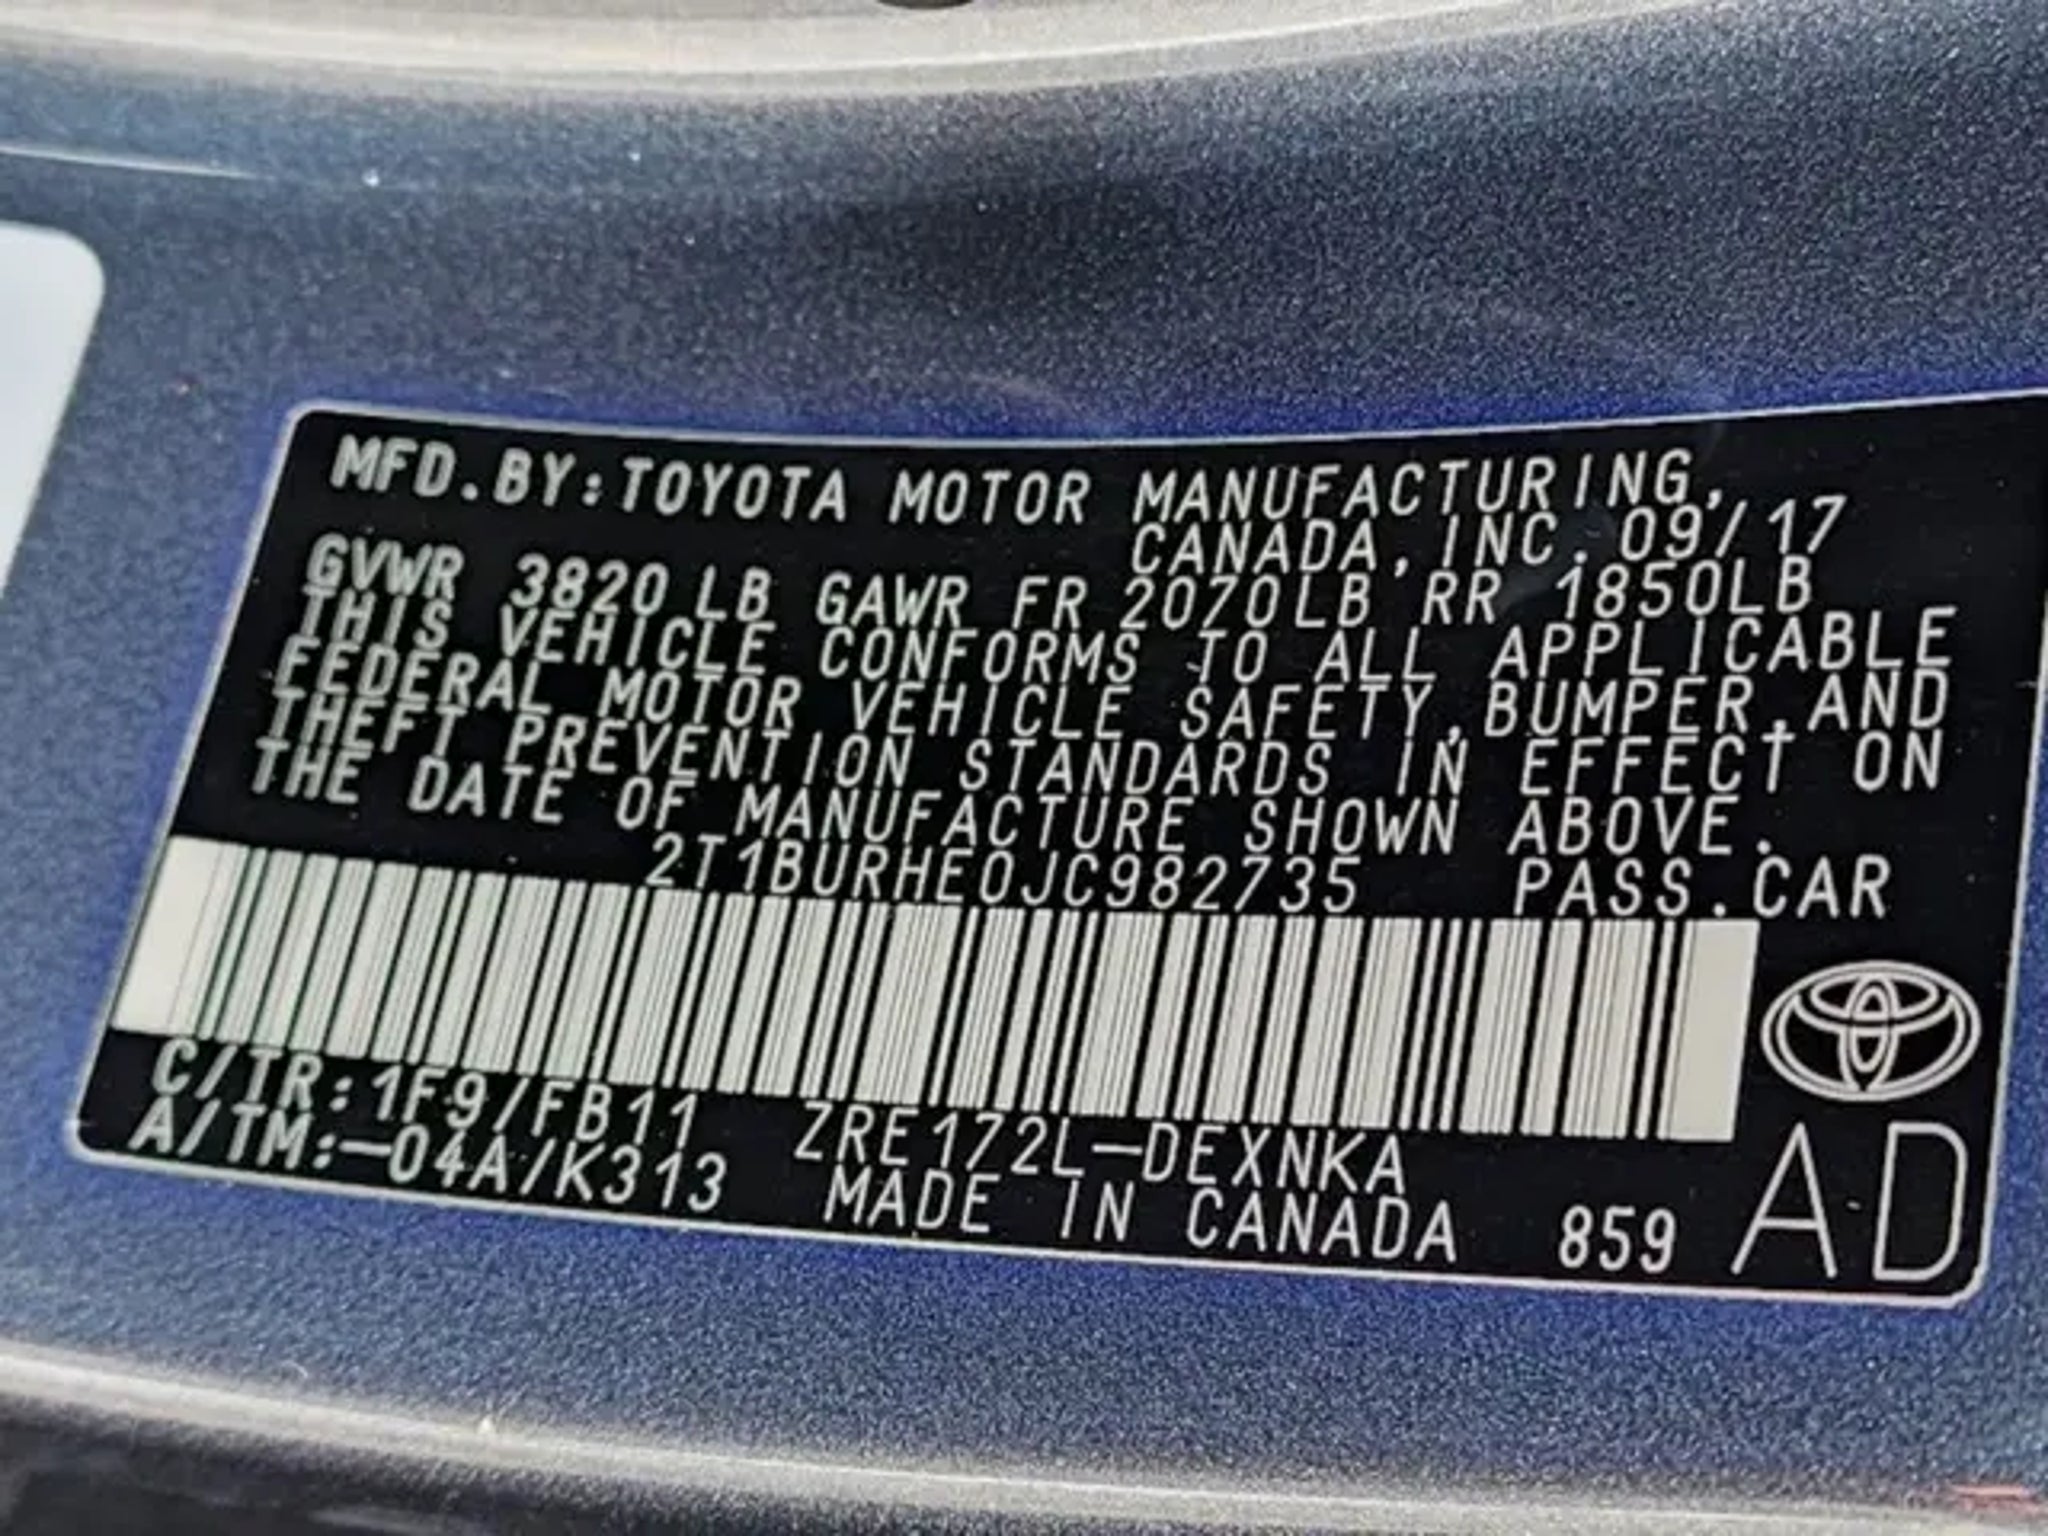 MFD.BY:TOYOTA MOTOR MANUFACTURING,
CANADA,INC. 09/17
GVWR 3820LB GAWR FR 2070LB RR 1850LB
THIS VEHICLE CONFORMS TO ALL APPLICABLE
FEDERAL MOTOR VEHICLE SAFETY,BUMPER,AND
THEFT PREVENTION STANDARDS IN EFFECT ON
THE DATE OF MANUFACTURE SHOWN ABOVE.
2T1BURHE0JC982735 PASS.CAR
C/TR:1F9/FB11 ZRE172L-DEXNKA
A/TM:-04A/K313 MADE IN CANADA 859 AD